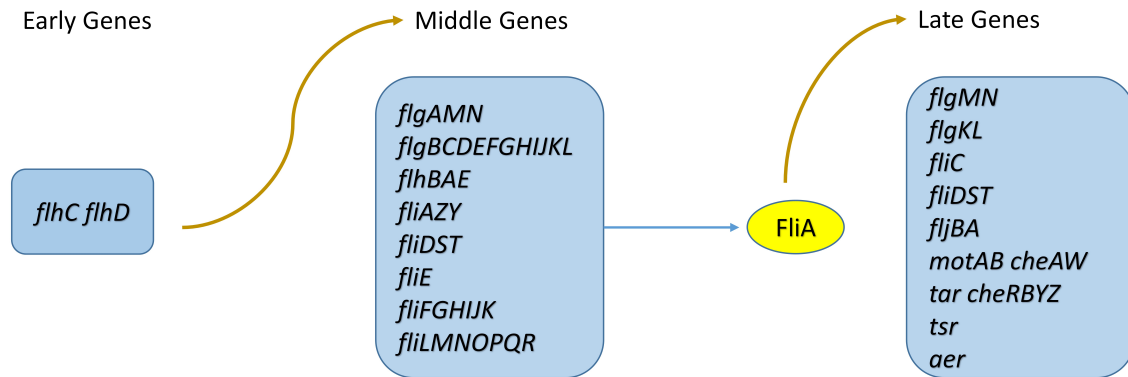 Early Genes
flhC flhD
Middle Genes
flgAMN
flgBCDEFGHIJKL
flhBAE
fliAZY
fliDST
fliE
fliFGHIJK
fliLMNOPQR
FliA
Late Genes
flgMN
flgKL
fliC
fliDST
fljBA
motAB cheAW
tar cheRBYZ
tsr
aer